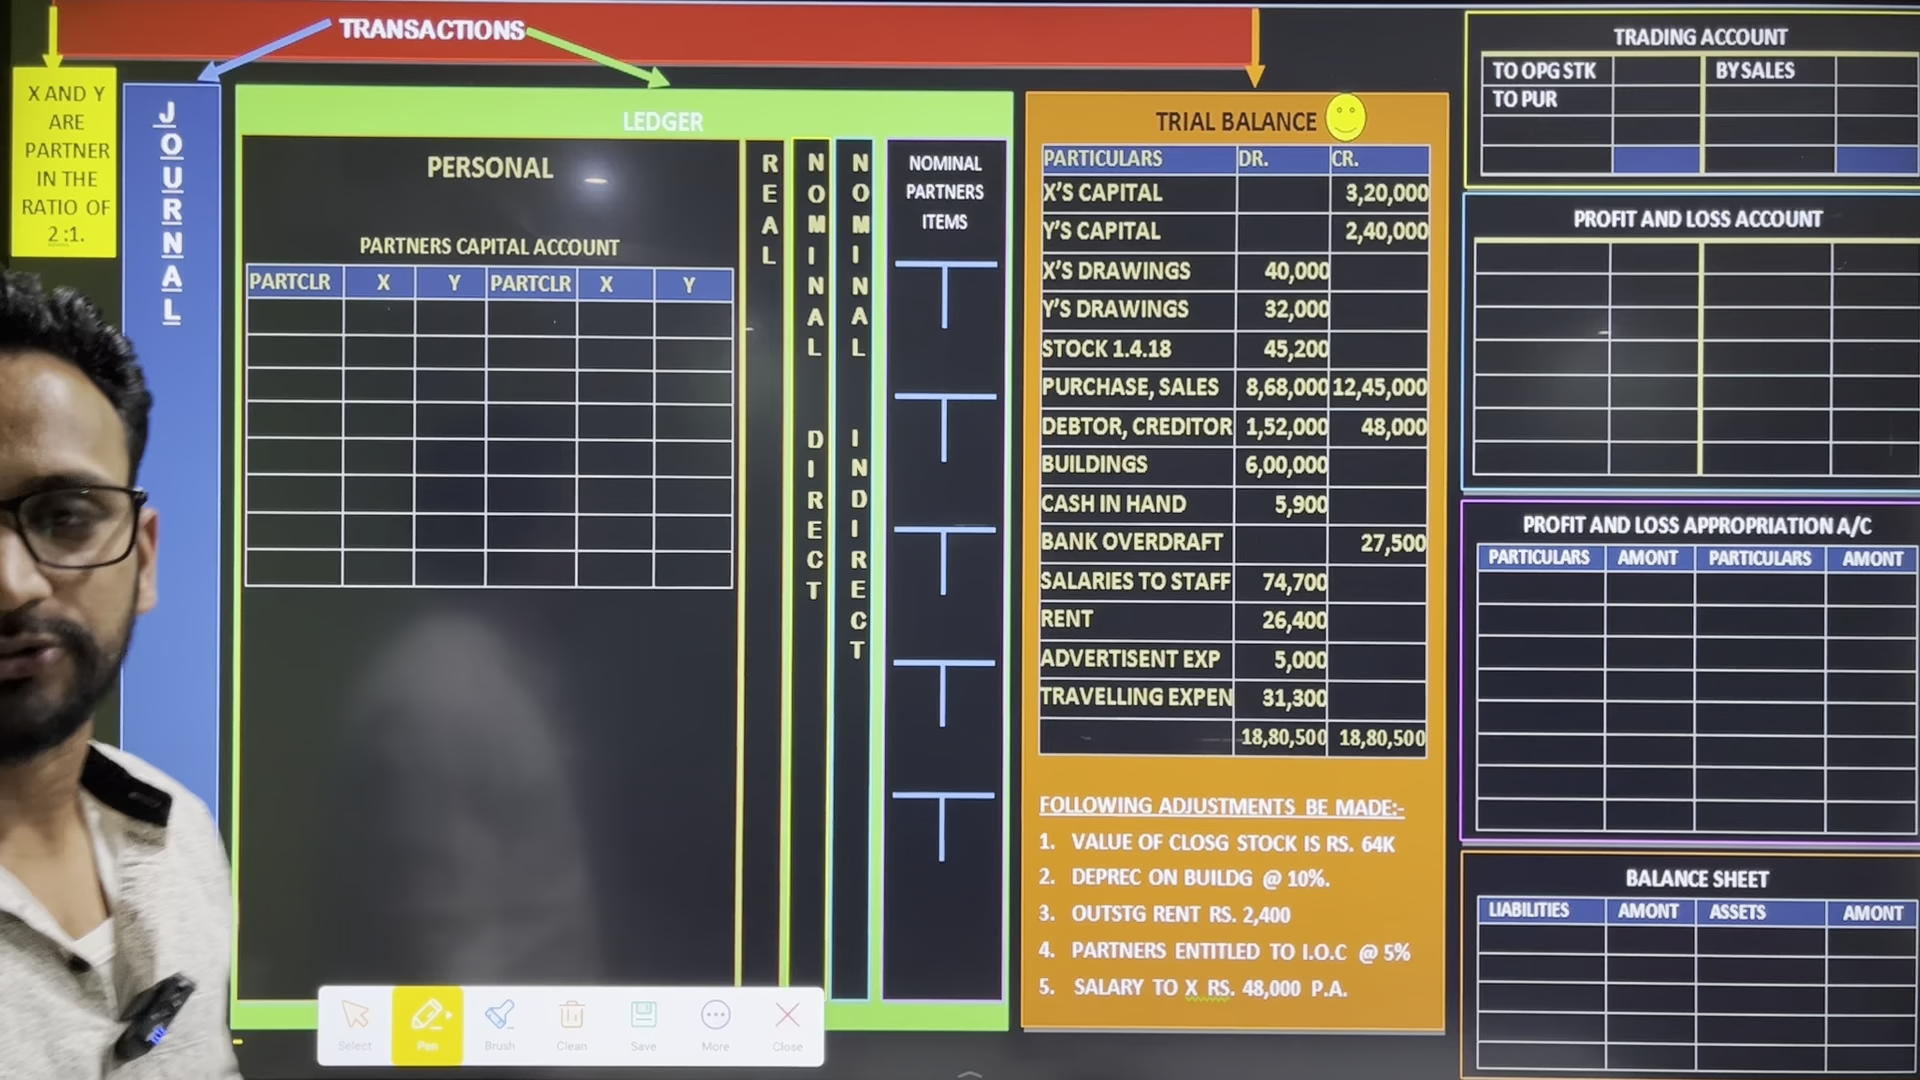 TRANSACTIONS
X AND Y
ARE
PARTNER
IN THE
RATIO OF
2 :1.
JOURNAL
LEDGER
PERSONAL
PARTNERS CAPITAL ACCOUNT
PARTCLR X Y PARTCLR X Y
REAL
NOMINAL DIRECT
NOMINAL INDIRECT
NOMINAL
PARTNERS
ITEMS
TRIAL BALANCE
PARTICULARS DR. CR.
X'S CAPITAL 3,20,000
Y'S CAPITAL 2,40,000
X'S DRAWINGS 40,000
Y'S DRAWINGS 32,000
STOCK 1.4.18 45,200
PURCHASE, SALES 8,68,000 12,45,000
DEBTOR, CREDITOR 1,52,000 48,000
BUILDINGS 6,00,000
CASH IN HAND 5,900
BANK OVERDRAFT 27,500
SALARIES TO STAFF 74,700
RENT 26,400
ADVERTISENT EXP 5,000
TRAVELLING EXPEN 31,300
18,80,500 18,80,500
FOLLOWING ADJUSTMENTS BE MADE:-
1. VALUE OF CLOSG STOCK IS RS. 64K
2. DEPREC ON BUILDG @ 10%.
3. OUTSTG RENT RS. 2,400
4. PARTNERS ENTITLED TO I.O.C @ 5%
5. SALARY TO X RS. 48,000 P.A.
TRADING ACCOUNT
TO OPG STK BY SALES
TO PUR
PROFIT AND LOSS ACCOUNT
PROFIT AND LOSS APPROPRIATION A/C
PARTICULARS AMONT PARTICULARS AMONT
BALANCE SHEET
LIABILITIES AMONT ASSETS AMONT
Select Pen Brush Clean Save More Close